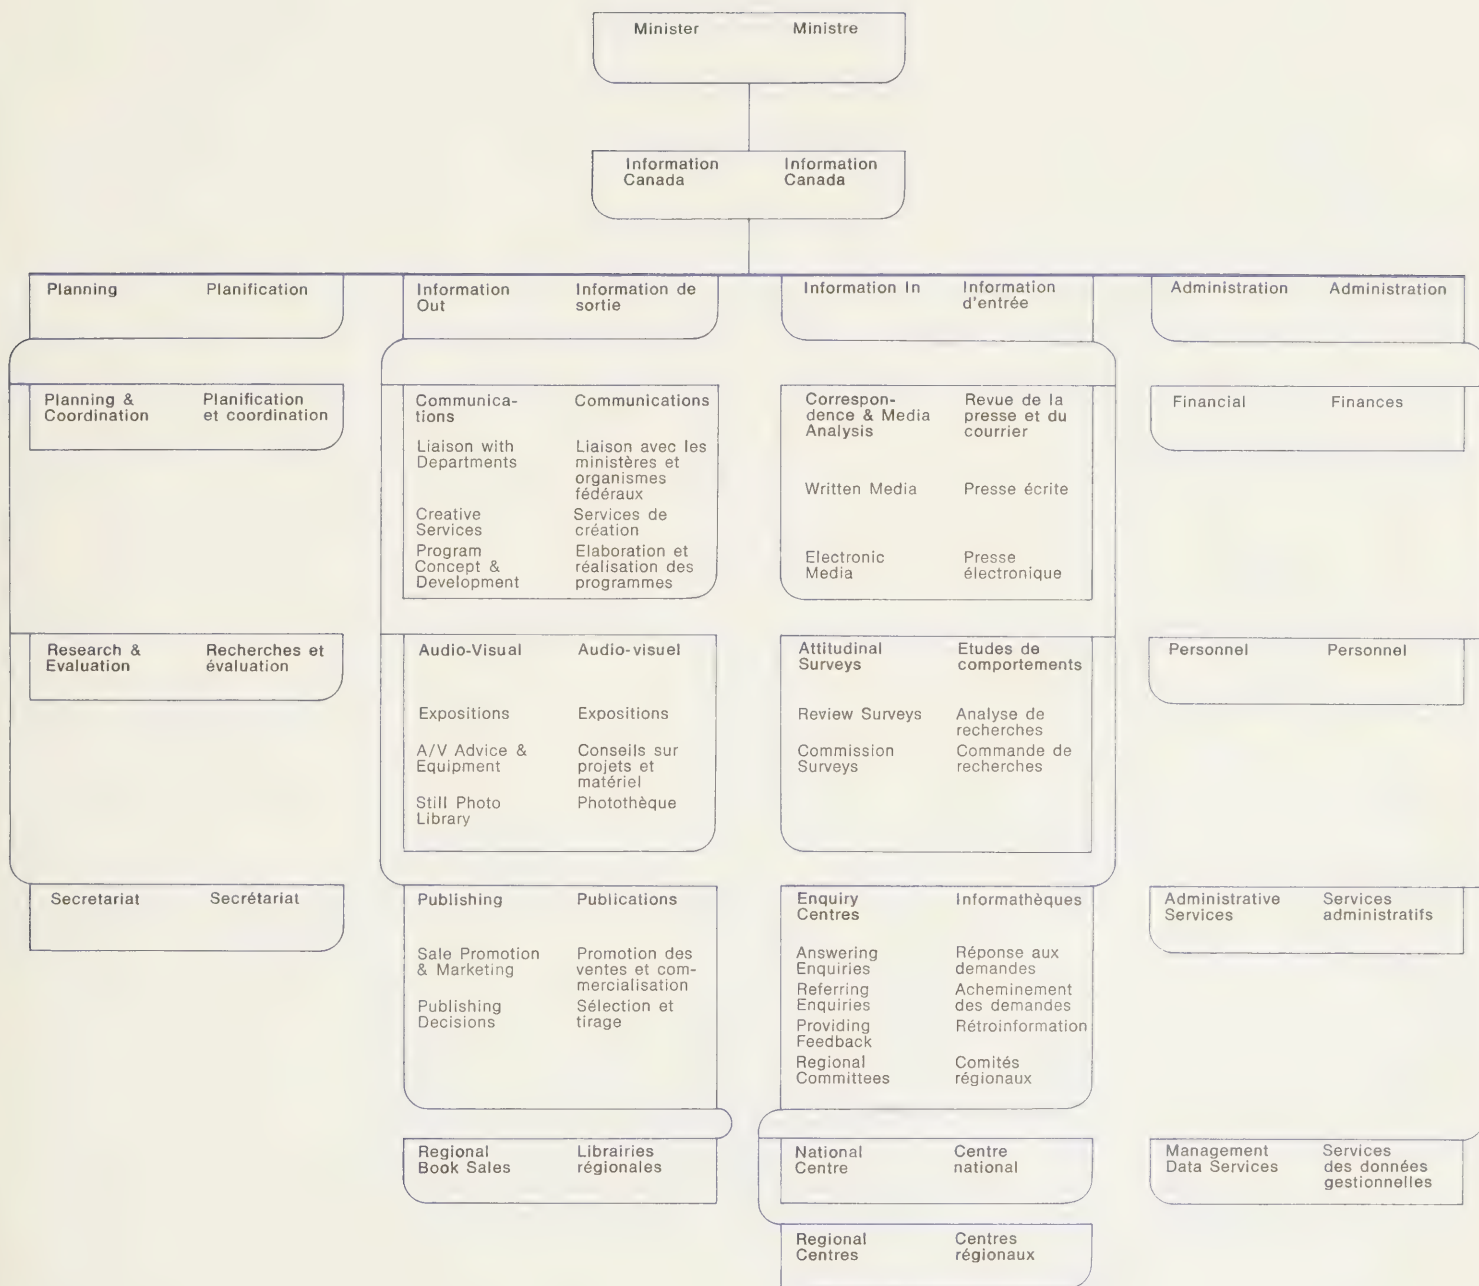 Minister
Ministre
Information
Canada
Information
Canada
Planning
Planification
Information
Out
Information de
sortie
Information In
Information
d'entrée
Administration
Administration
Planning &
Coordination
Planification
et coordination
Communica-
tions
Communications
Liaison with
Departments
Liaison avec les
ministères et
organismes
fédéraux
Creative
Services
Services de
création
Program
Concept &
Development
Elaboration et
réalisation des
programmes
Correspon-
dence & Media
Analysis
Revue de la
presse et du
courrier
Written Media
Presse écrite
Electronic
Media
Presse
électronique
Financial
Finances
Research &
Evaluation
Recherches et
évaluation
Audio-Visual
Audio-visuel
Expositions
Expositions
A/V Advice &
Equipment
Conseils sur
projets et
matériel
Still Photo
Library
Photothèque
Attitudinal
Surveys
Etudes de
comportements
Review Surveys
Analyse de
recherches
Commission
Surveys
Commande de
recherches
Personnel
Personnel
Secretariat
Secrétariat
Publishing
Publications
Sale Promotion
& Marketing
Promotion des
ventes et com-
mercialisation
Publishing
Decisions
Sélection et
tirage
Enquiry
Centres
Informathèques
Answering
Enquiries
Réponse aux
demandes
Referring
Enquiries
Acheminement
des demandes
Providing
Feedback
Rétroinformation
Regional
Committees
Comités
régionaux
Administrative
Services
Services
administratifs
Regional
Book Sales
Librairies
régionales
National
Centre
Centre
national
Management
Data Services
Services
des données
gestionnelles
Regional
Centres
Centres
régionaux